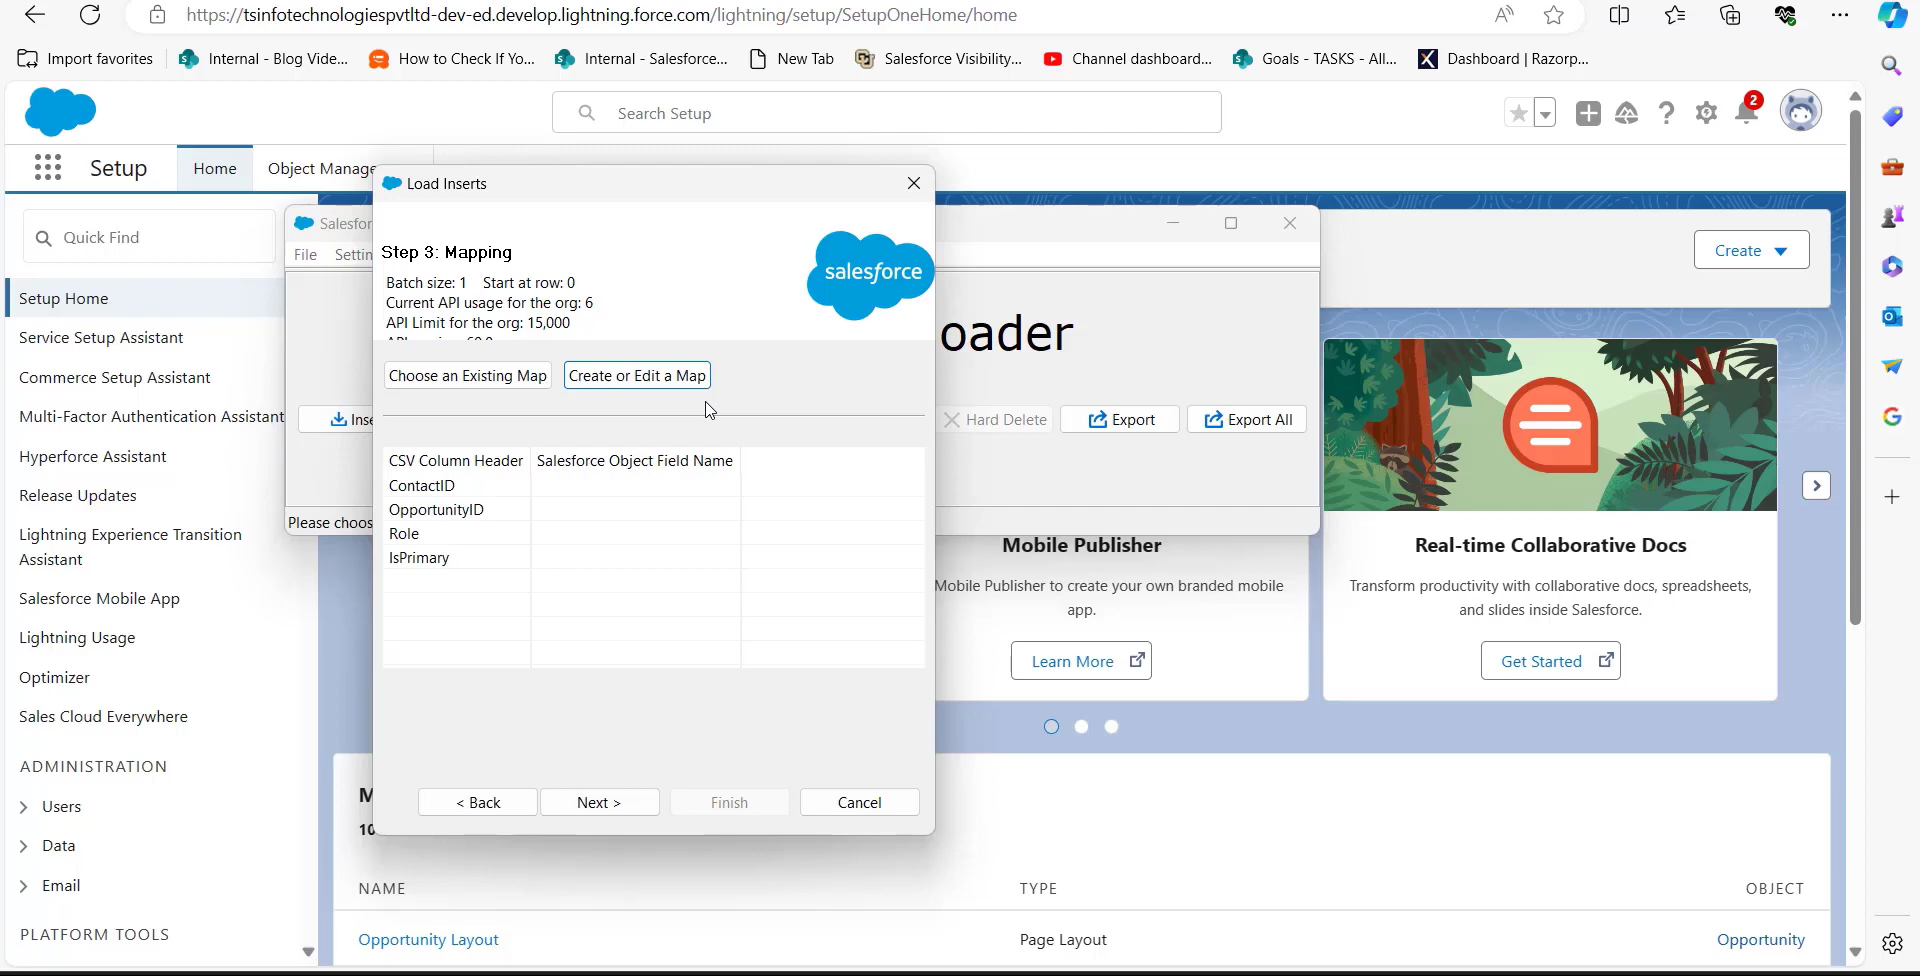 https://tsinfotechnologiespvtltd-dev-ed.develop.lightning.force.com/lightning/setup/SetupOneHome/home
Import favorites
Internal - Blog Vide...
How to Check If Yo...
Internal - Salesforce...
New Tab
Salesforce Visibility...
Channel dashboard...
Goals - TASKS - All...
Dashboard | Razorp...
Search Setup
2
Setup
Home
Object Manage
Load Inserts
Quick Find
Salesfor
File
Settin
Step 3: Mapping
Batch size: 1 Start at row: 0
Current API usage for the org: 6
API Limit for the org: 15,000
salesforce
Create
Setup Home
Service Setup Assistant
Commerce Setup Assistant
Multi-Factor Authentication Assistant
Hyperforce Assistant
Release Updates
Lightning Experience Transition
Assistant
Salesforce Mobile App
Lightning Usage
Optimizer
Sales Cloud Everywhere
ADMINISTRATION
Users
Data
Email
PLATFORM TOOLS
oader
Choose an Existing Map
Create or Edit a Map
Inse
Hard Delete
Export
Export All
CSV Column Header
Salesforce Object Field Name
ContactID
OpportunityID
Role
IsPrimary
Please choos
< Back
Next >
Finish
Cancel
Mobile Publisher
Mobile Publisher to create your own branded mobile
app.
Learn More
Real-time Collaborative Docs
Transform productivity with collaborative docs, spreadsheets,
and slides inside Salesforce.
Get Started
M
10
NAME
TYPE
OBJECT
Opportunity Layout
Page Layout
Opportunity